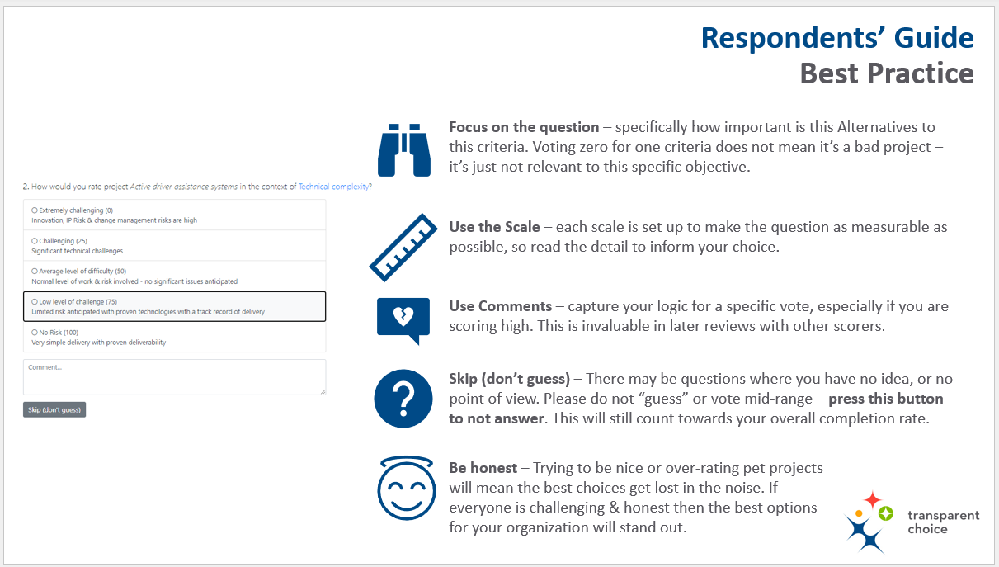 Respondents’ Guide
Best Practice
Focus on the question – specifically how important is this Alternatives to
this criteria. Voting zero for one criteria does not mean it’s a bad project –
it’s just not relevant to this specific objective.
2. How would you rate project Active driver assistance systems in the context of Technical complexity?
Extremely challenging (0)
Innovation, IP Risk & change management risks are high
Challenging (25)
Significant technical challenges
Average level of difficulty (50)
Normal level of work & risk involved - no significant issues anticipated
Low level of challenge (75)
Limited risk anticipated with proven technologies with a track record of delivery
No Risk (100)
Very simple delivery with proven deliverability
Comment...
Skip (don't guess)
Use the Scale – each scale is set up to make the question as measurable as
possible, so read the detail to inform your choice.
Use Comments – capture your logic for a specific vote, especially if you are
scoring high. This is invaluable in later reviews with other scorers.
?
Skip (don’t guess) – There may be questions where you have no idea, or no
point of view. Please do not “guess” or vote mid-range – press this button
to not answer. This will still count towards your overall completion rate.
Be honest – Trying to be nice or over-rating pet projects
will mean the best choices get lost in the noise. If
everyone is challenging & honest then the best options
for your organization will stand out.
transparent
choice